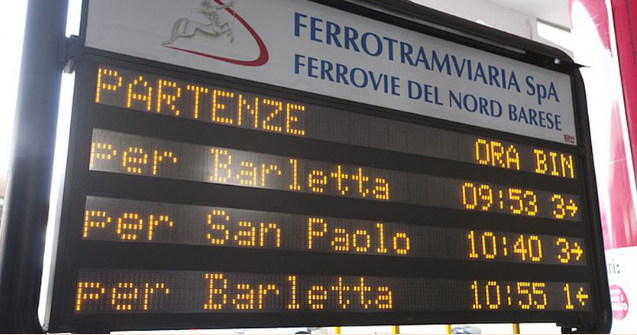 FERROTRAMVIARIA SpA
FERROVIE DEL NORD BARESE
PARTENZE ORA BIN
per Barletta 09:53 3→
per San Paolo 10:40 3→
per Barletta 10:55 1←